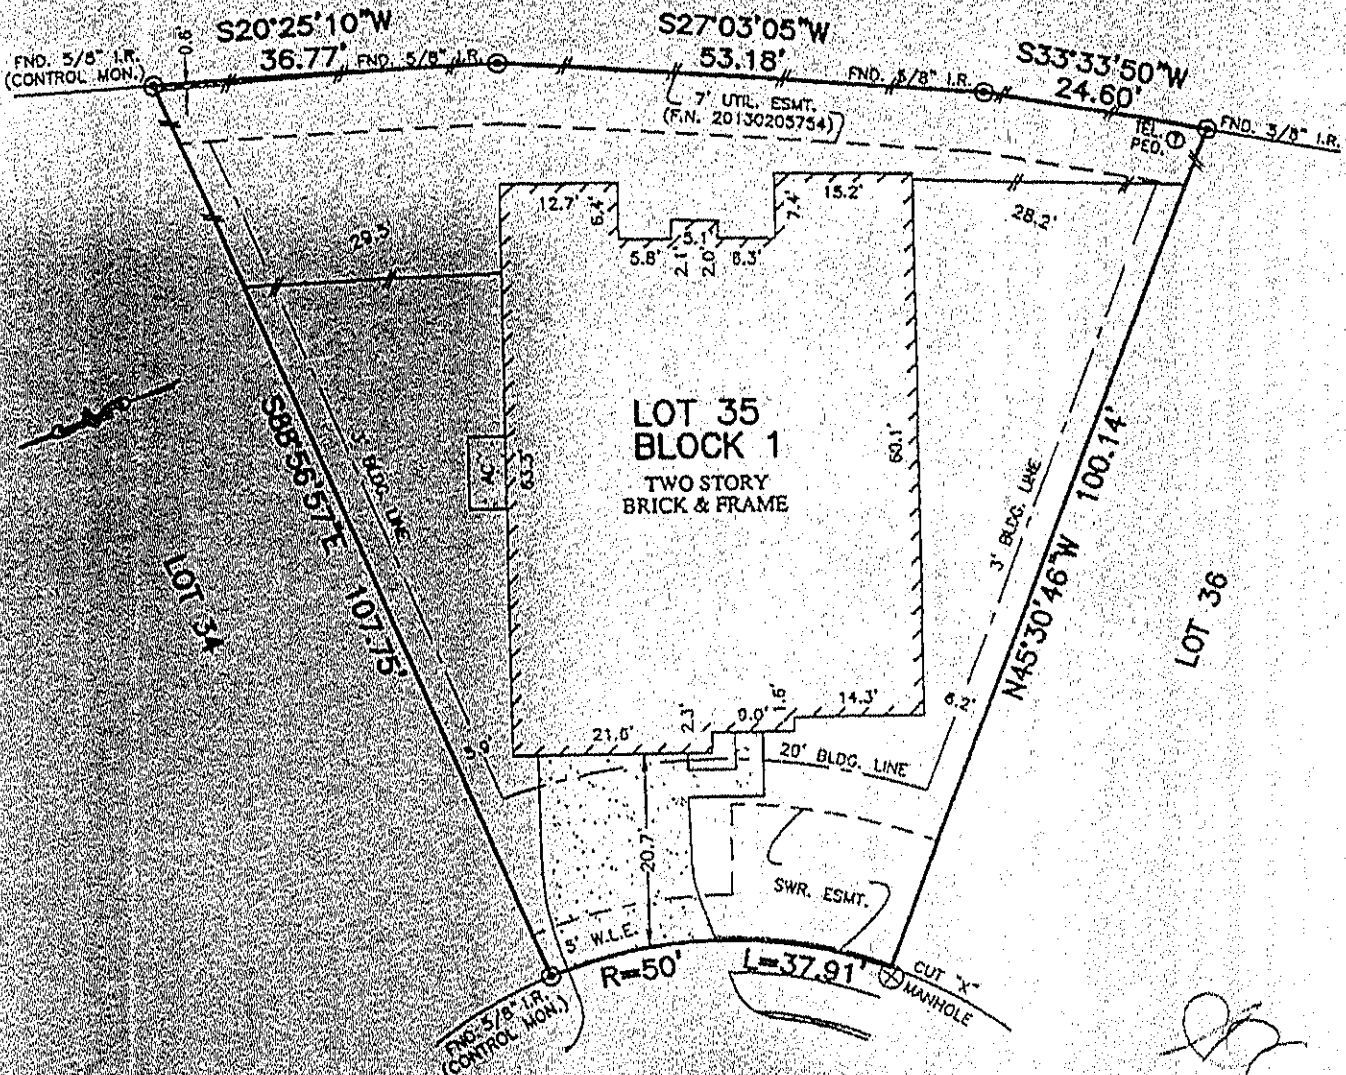 S20°25'10"W
36.77'
S27°03'05"W
53.18'
S33°33'50"W
24.60'
FND. 5/8" I.R.
(CONTROL MON.)
0.6'
FND. 5/8" I.R.
FND. 5/8" I.R.
FND. 5/8" I.R.
7' UTIL. ESMT.
(F.N. 20130205754)
TEL.
PED.
T
12.7'
6.4'
5.8'
2.1'
5.1'
2.0'
6.3'
7.4'
15.2'
29.5'
28.2'
LOT 35
BLOCK 1
TWO STORY
BRICK & FRAME
AC
63.3'
60.1'
S88°56'57"E 107.75'
3' BLDG. LINE
LOT 34
3' BLDG. LINE
N45°30'46"W 100.14'
LOT 36
5.9'
21.6'
2.3'
9.0'
1.6'
14.3'
6.2'
20' BLDG. LINE
20.7'
SWR. ESMT.
5' W.L.E.
R=50'
L=37.91'
CUT "X"
MANHOLE
FND. 5/8" I.R.
(CONTROL MON.)